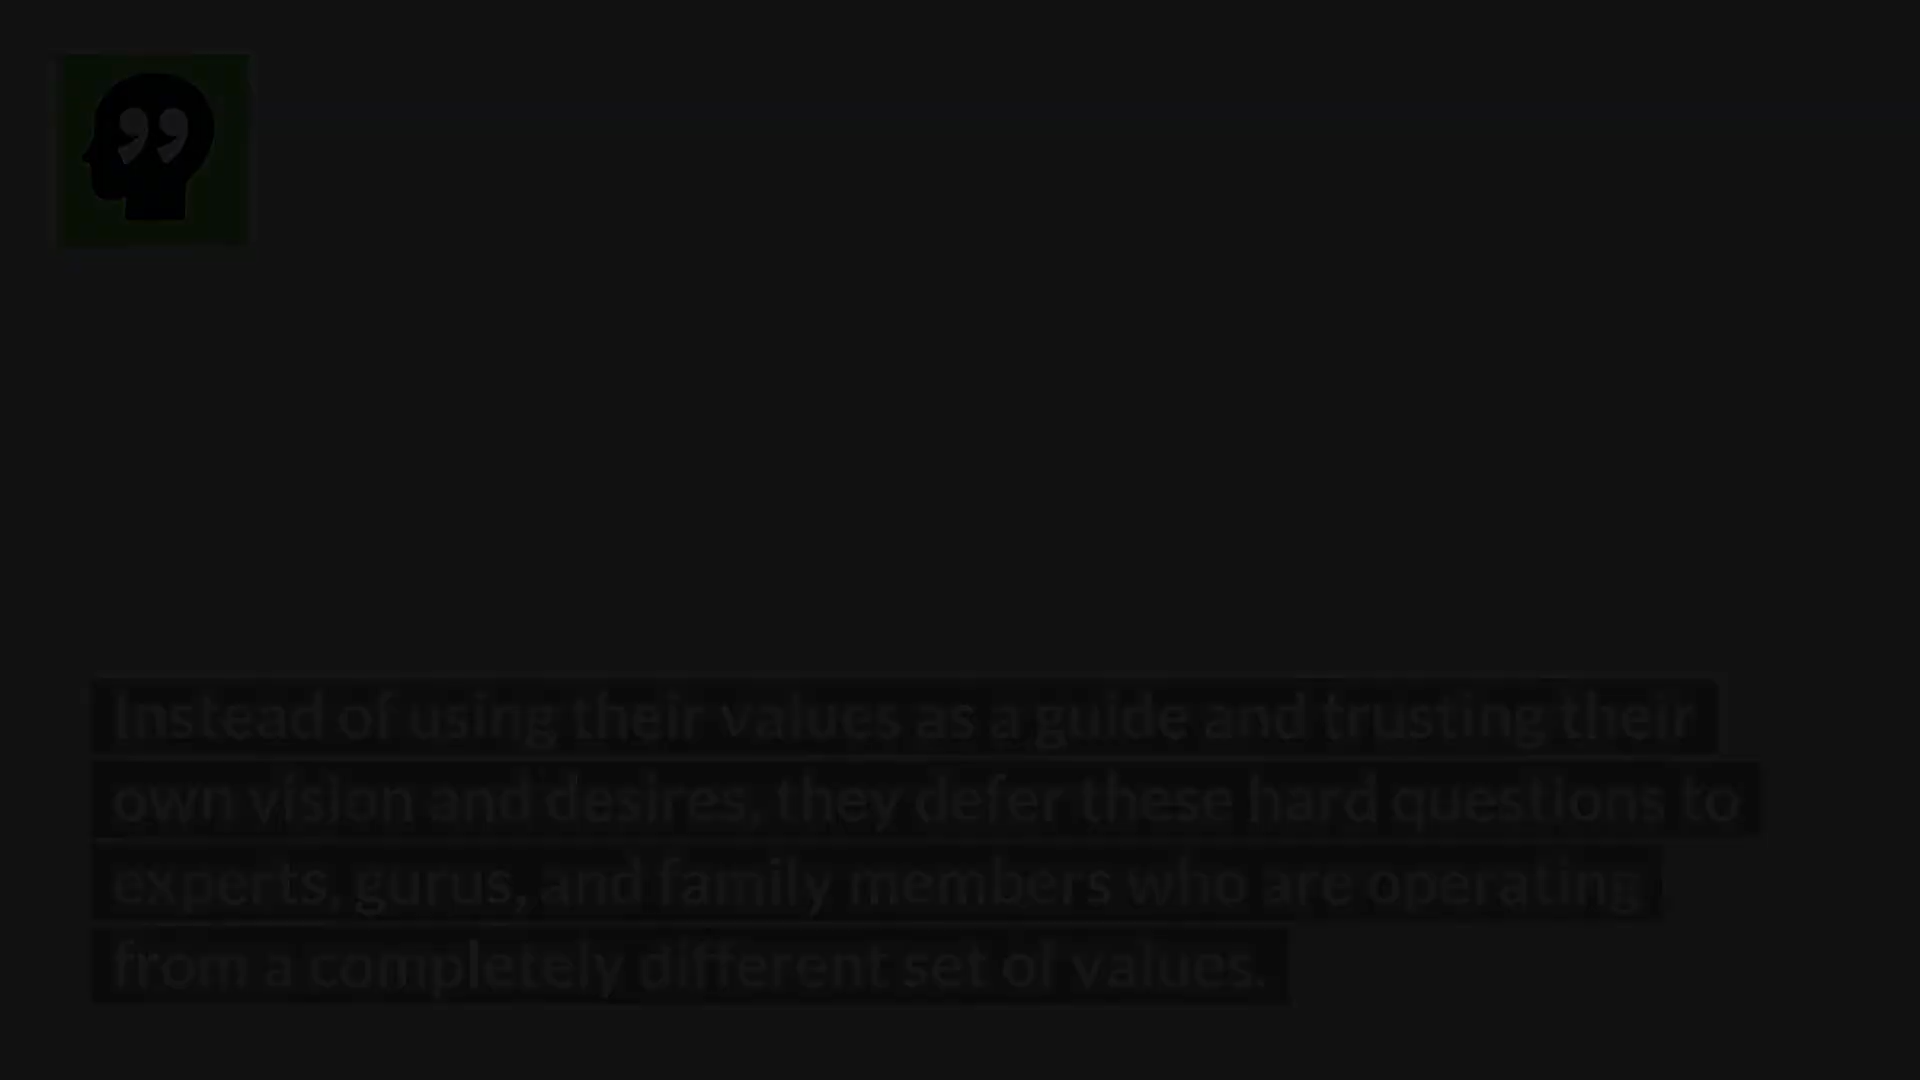 Instead of using their values as a guide and trusting their
own vision and desires, they defer these hard questions to
experts, gurus, and family members who are operating
from a completely different set of values.